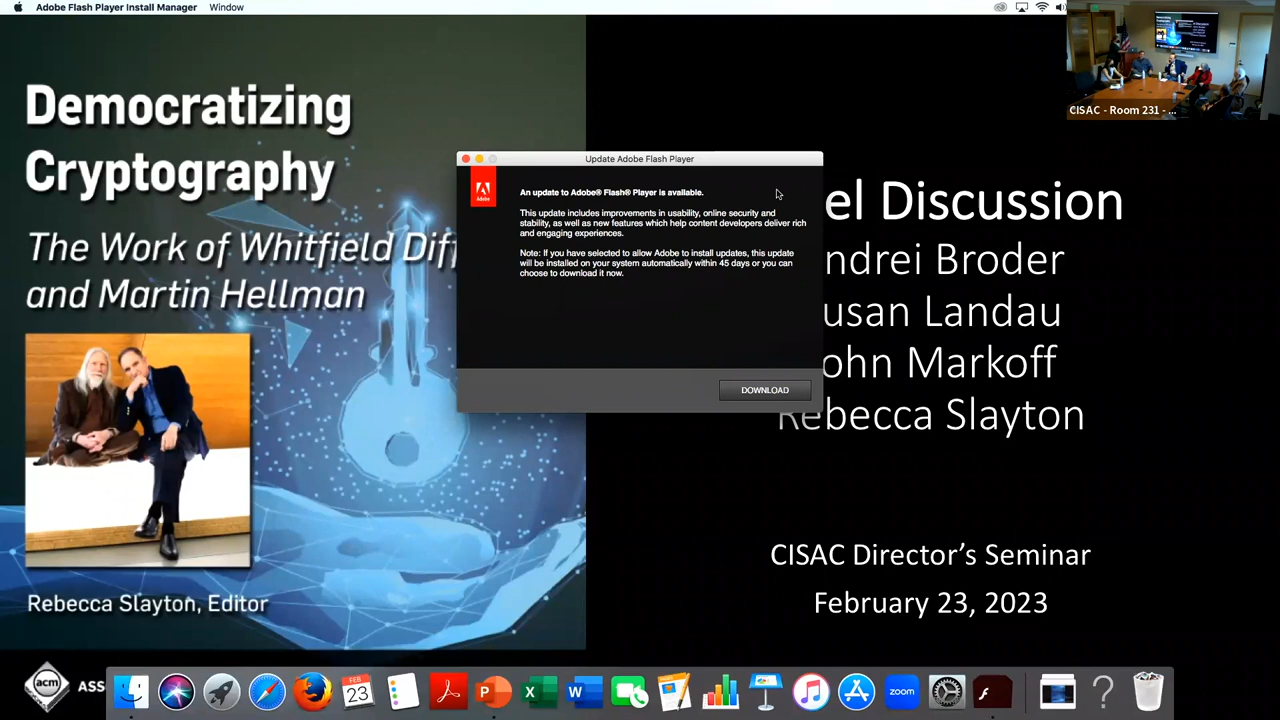 Adobe Flash Player Install Manager Window
Democratizing
Cryptography
The Work of Whitfield Diff
and Martin Hellman
Rebecca Slayton, Editor
acm
ASS
Update Adobe Flash Player
Adobe
An update to Adobe® Flash® Player is available.
This update includes improvements in usability, online security and
stability, as well as new features which help content developers deliver rich
and engaging experiences.
Note: If you have selected to allow Adobe to install updates, this update
will be installed on your system automatically within 45 days or you can
choose to download it now.
DOWNLOAD
CISAC - Room 231 - ...
el Discussion
ndrei Broder
usan Landau
ohn Markoff
Rebecca Slayton
CISAC Director's Seminar
February 23, 2023
FEB
23
P
X
W
zoom
f
?